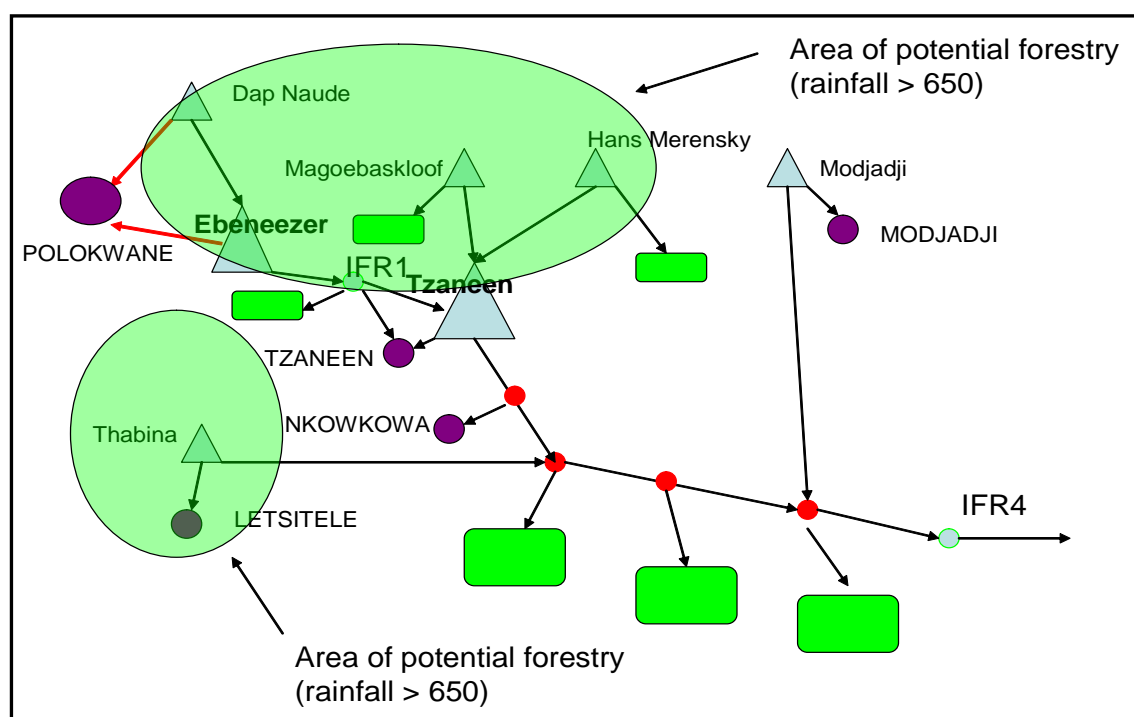 Area of potential forestry
(rainfall > 650)
Dap Naude
Hans Merensky
Magoebaskloof
Modjadji
Ebeneezer
POLOKWANE
MODJADJI
IFR1
Tzaneen
TZANEEN
NKOWKOWA
Thabina
LETSITELE
IFR4
Area of potential forestry
(rainfall > 650)